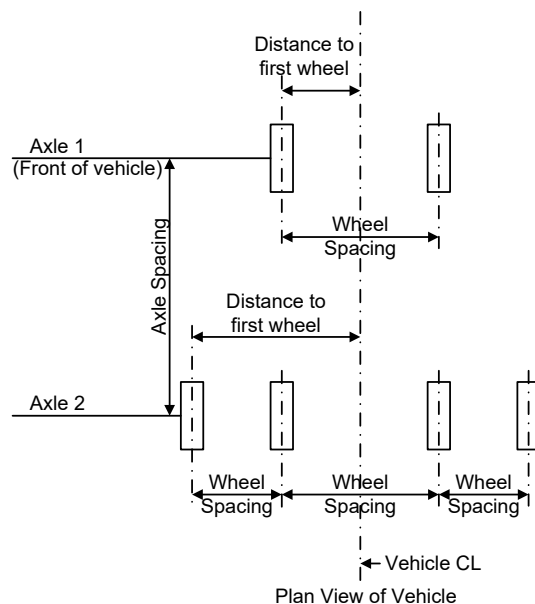 Distance to
first wheel
Axle 1
(Front of vehicle)
Wheel
Spacing
Axle Spacing
Distance to
first wheel
Axle 2
Wheel
Spacing
Wheel
Spacing
Wheel
Spacing
Vehicle CL
Plan View of Vehicle